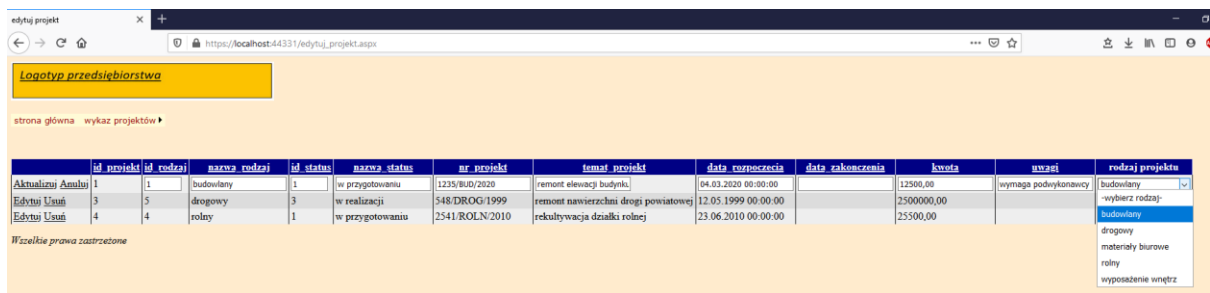 edytuj projekt
https://localhost:44331/edytuj_projekt.aspx
Logotyp przedsiębiorstwa
strona główna wykaz projektów
id_projekt id_rodzaj nazwa_rodzaj id_status nazwa_status nr_projekt temat_projekt data_rozpoczecia data_zakonczenia kwota uwagi rodzaj projektu
Aktualizuj Anuluj 1 1 budowlany 1 w przygotowaniu 1235/BUD/2020 remont elewacji budynku 04.03.2020 00:00:00 12500,00 wymaga podwykonawcy budowlany
Edytuj Usuń 3 5 drogowy 3 w realizacji 548/DROG/1999 remont nawierzchni drogi powiatowej 12.05.1999 00:00:00 2500000,00
Edytuj Usuń 4 4 rolny 1 w przygotowaniu 2541/ROLN/2010 rekultywacja działki rolnej 23.06.2010 00:00:00 25500,00
-wybierz rodzaj-
budowlany
drogowy
materiały biurowe
rolny
wyposażenie wnętrz
Wszelkie prawa zastrzeżone